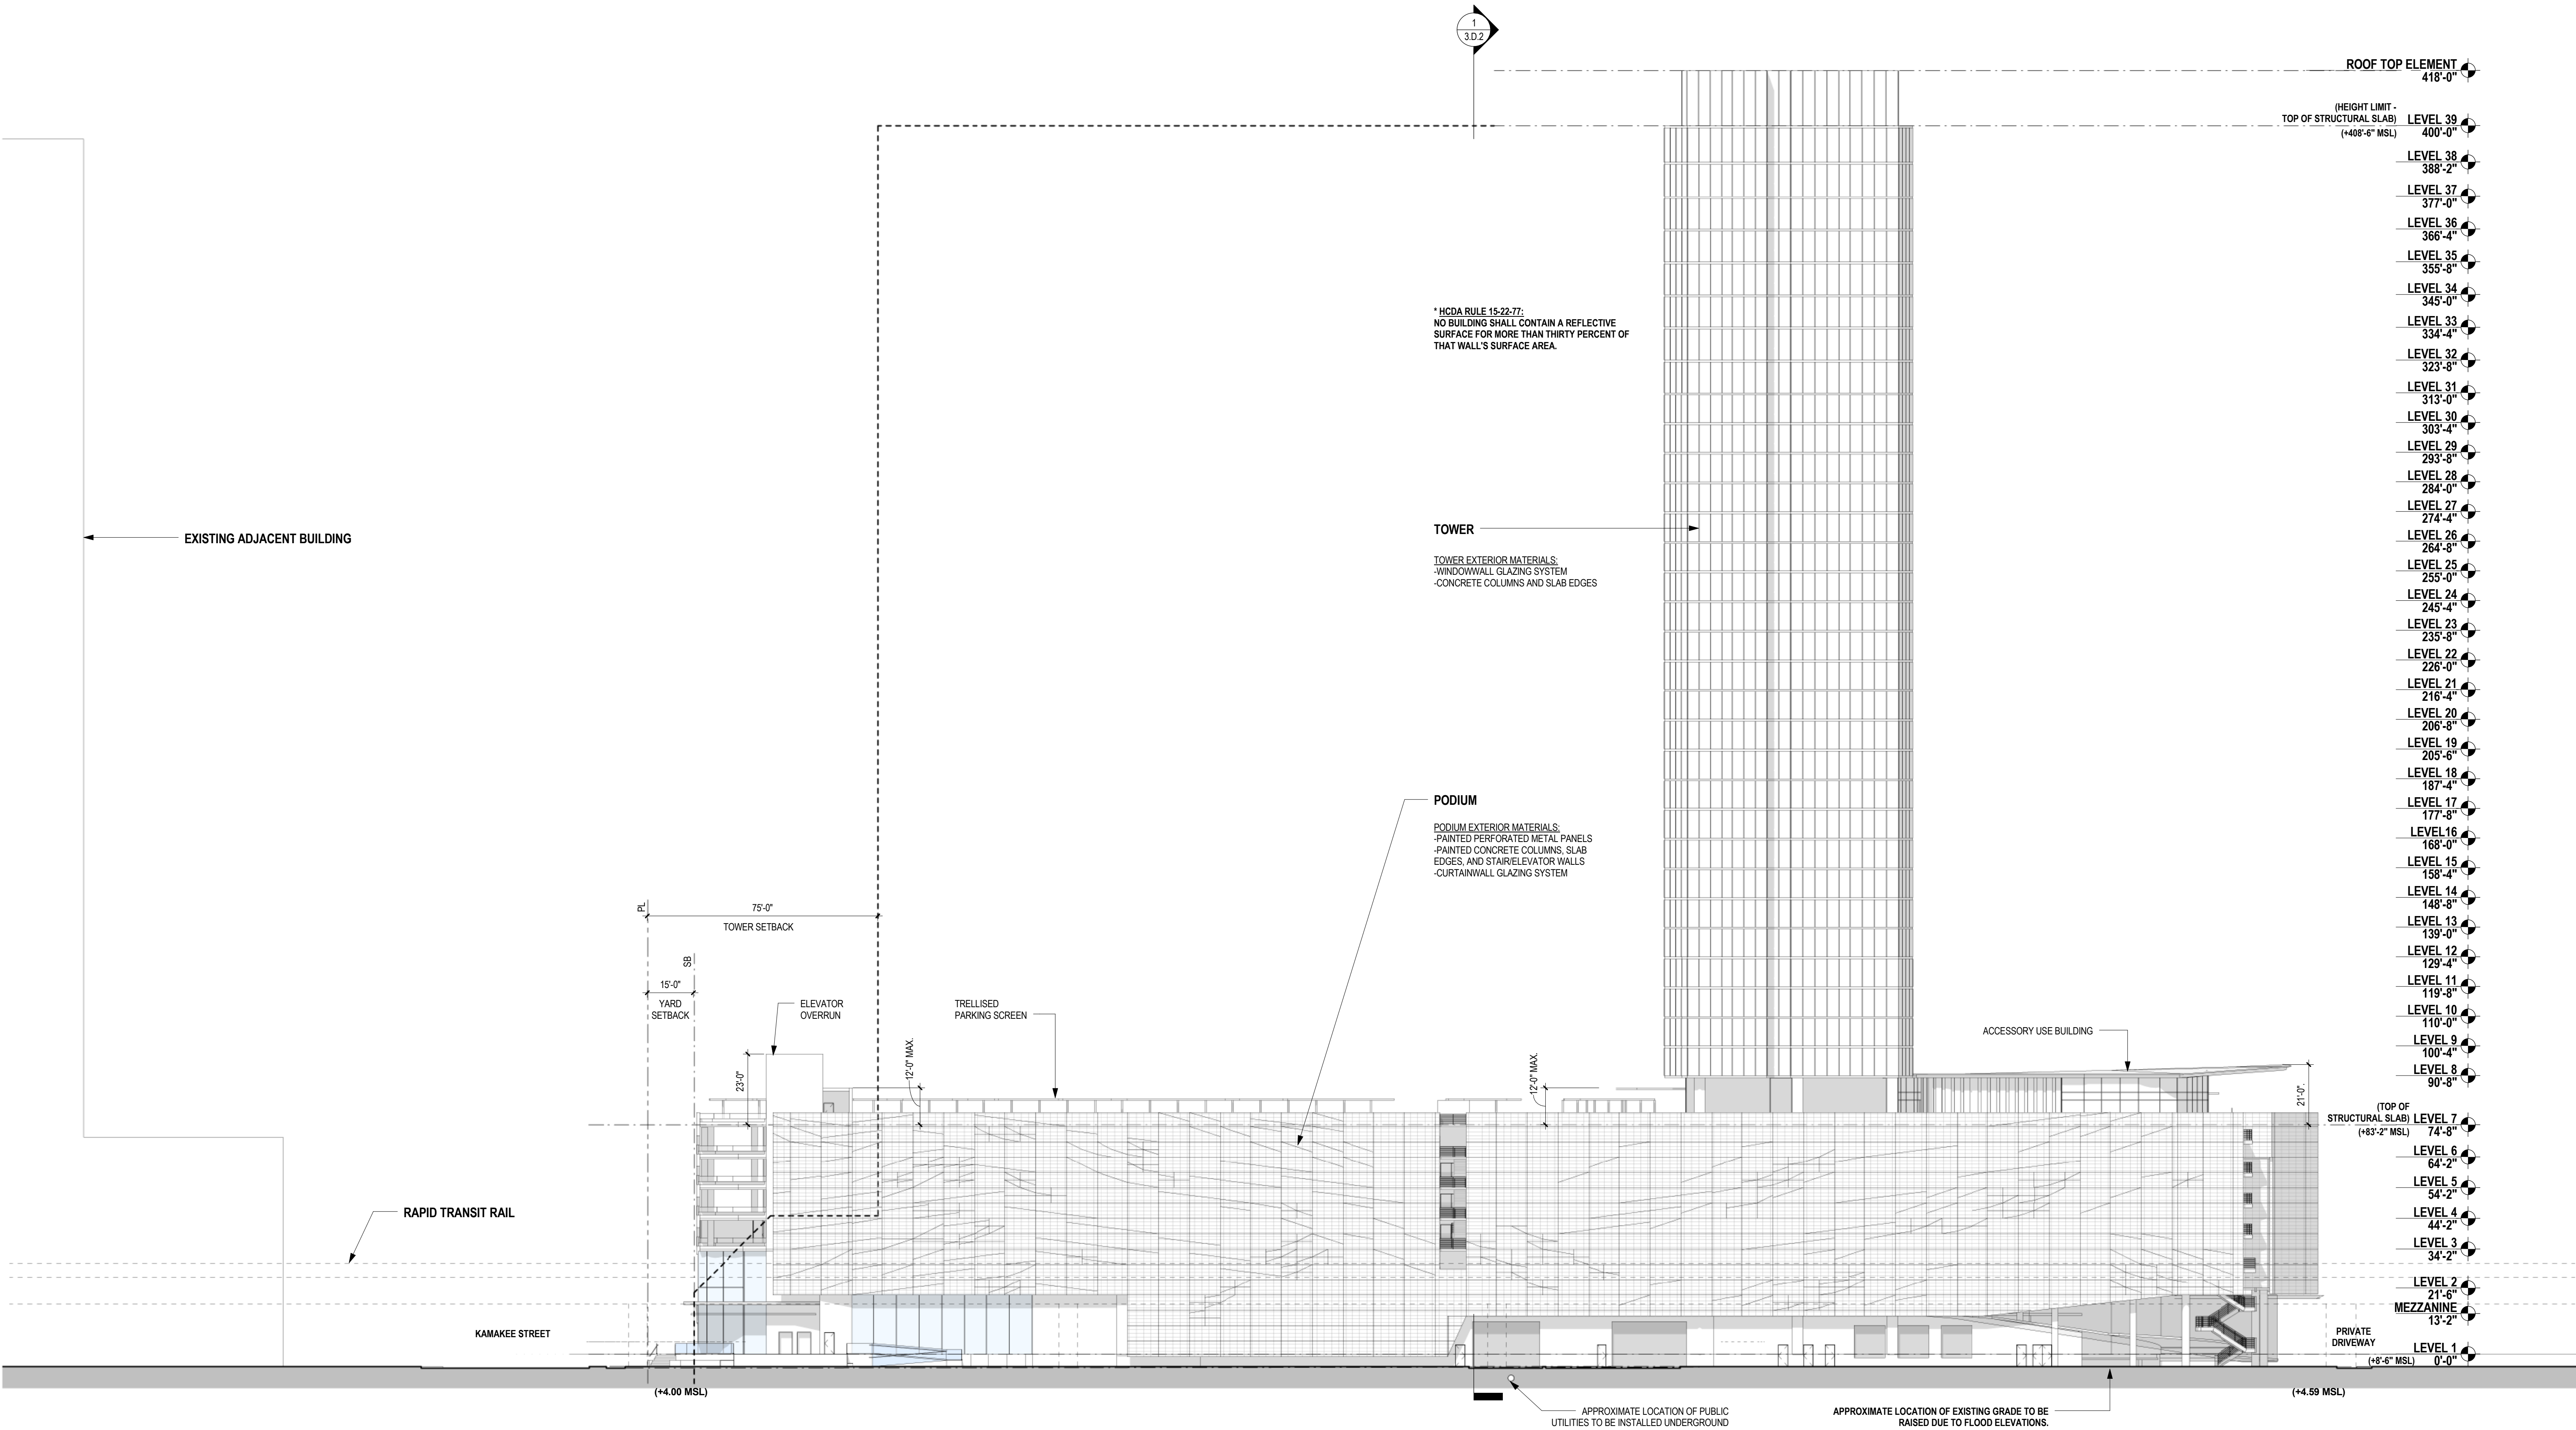 1
3.D.2
ROOF TOP ELEMENT
418'-0"
(HEIGHT LIMIT -
TOP OF STRUCTURAL SLAB)
(+408'-6" MSL)
LEVEL 39
400'-0"
LEVEL 38
388'-2"
LEVEL 37
377'-0"
LEVEL 36
366'-4"
LEVEL 35
355'-8"
LEVEL 34
345'-0"
LEVEL 33
334'-4"
LEVEL 32
323'-8"
LEVEL 31
313'-0"
LEVEL 30
303'-4"
LEVEL 29
293'-8"
LEVEL 28
284'-0"
LEVEL 27
274'-4"
LEVEL 26
264'-8"
LEVEL 25
255'-0"
LEVEL 24
245'-4"
LEVEL 23
235'-8"
LEVEL 22
226'-0"
LEVEL 21
216'-4"
LEVEL 20
206'-8"
LEVEL 19
205'-6"
LEVEL 18
187'-4"
LEVEL 17
177'-8"
LEVEL16
168'-0"
LEVEL 15
158'-4"
LEVEL 14
148'-8"
LEVEL 13
139'-0"
LEVEL 12
129'-4"
LEVEL 11
119'-8"
LEVEL 10
110'-0"
LEVEL 9
100'-4"
LEVEL 8
90'-8"
(TOP OF
STRUCTURAL SLAB)
(+83'-2" MSL)
LEVEL 7
74'-8"
LEVEL 6
64'-2"
LEVEL 5
54'-2"
LEVEL 4
44'-2"
LEVEL 3
34'-2"
LEVEL 2
21'-6"
MEZZANINE
13'-2"
LEVEL 1
(+8'-6" MSL)
0'-0"
* HCDA RULE 15-22-77:
NO BUILDING SHALL CONTAIN A REFLECTIVE
SURFACE FOR MORE THAN THIRTY PERCENT OF
THAT WALL'S SURFACE AREA.
EXISTING ADJACENT BUILDING
TOWER
TOWER EXTERIOR MATERIALS:
-WINDOWWALL GLAZING SYSTEM
-CONCRETE COLUMNS AND SLAB EDGES
PODIUM
PODIUM EXTERIOR MATERIALS:
-PAINTED PERFORATED METAL PANELS
-PAINTED CONCRETE COLUMNS, SLAB
EDGES, AND STAIR/ELEVATOR WALLS
-CURTAINWALL GLAZING SYSTEM
PL
75'-0"
TOWER SETBACK
SB
15'-0"
YARD
SETBACK
ELEVATOR
OVERRUN
TRELLISED
PARKING SCREEN
23'-0"
12'-0" MAX.
12'-0" MAX.
ACCESSORY USE BUILDING
21'-0".
RAPID TRANSIT RAIL
KAMAKEE STREET
PRIVATE
DRIVEWAY
(+4.00 MSL)
(+4.59 MSL)
APPROXIMATE LOCATION OF PUBLIC
UTILITIES TO BE INSTALLED UNDERGROUND
APPROXIMATE LOCATION OF EXISTING GRADE TO BE
RAISED DUE TO FLOOD ELEVATIONS.